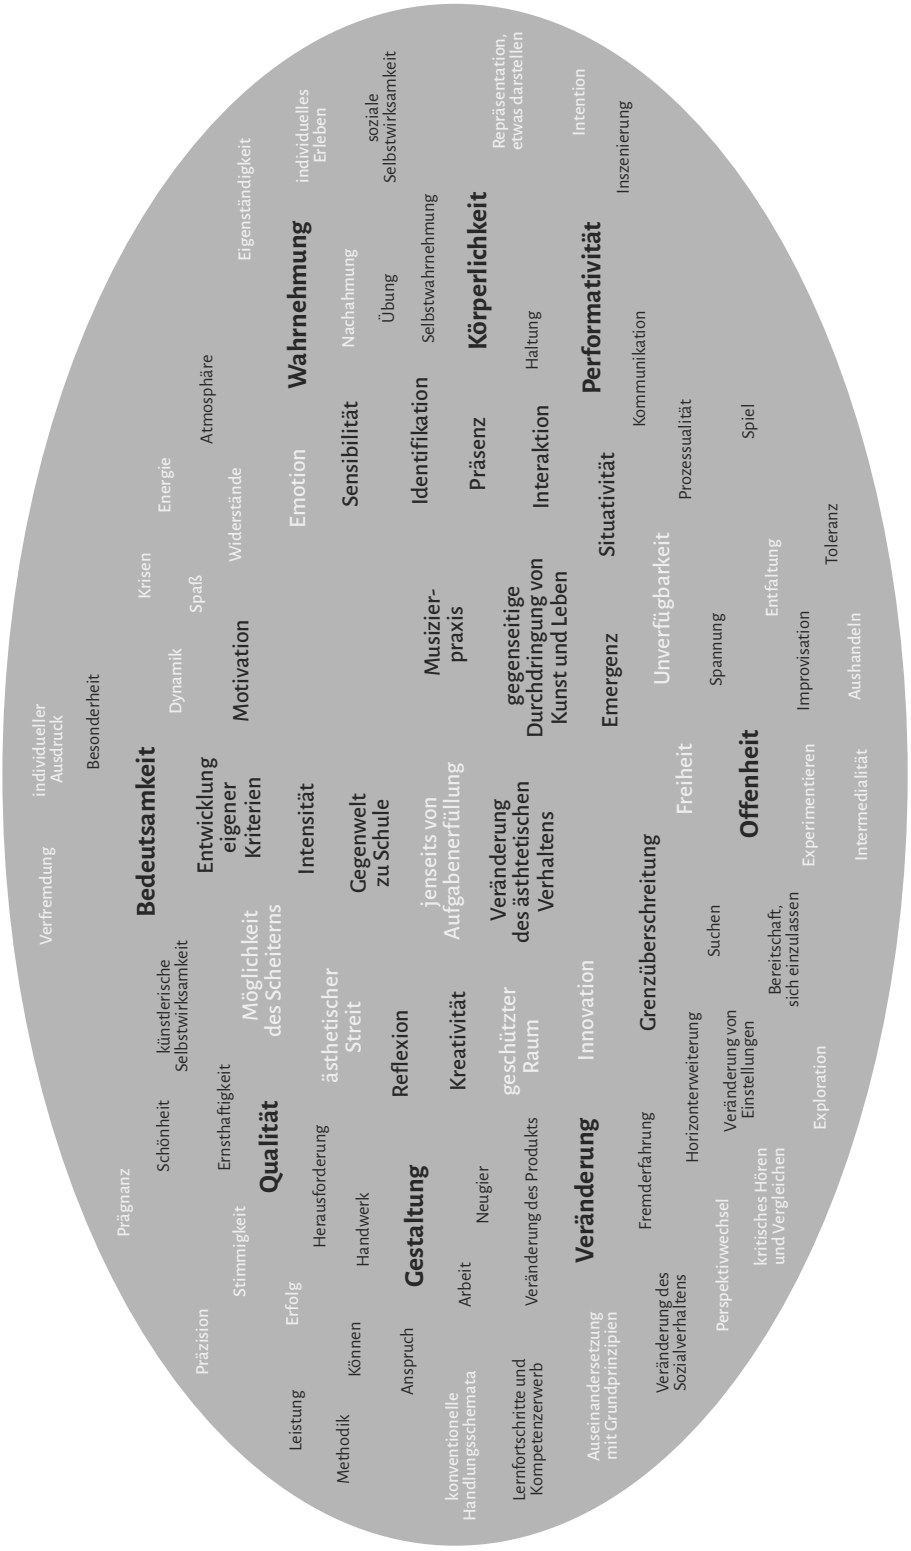 Verfremdung
individueller
Ausdruck
Besonderheit
Prägnanz
Bedeutsamkeit
Krisen
Schönheit
künstlerische
Selbstwirksamkeit
Energie
Dynamik
Spaß
Präzision
Entwicklung
eigener
Kriterien
Atmosphäre
Ernsthaftigkeit
Stimmigkeit
Möglichkeit
des Scheiterns
Motivation
Widerstände
Eigenständigkeit
Qualität
Leistung
Erfolg
Intensität
Emotion
Wahrnehmung
individuelles
Erleben
Herausforderung
ästhetischer
Streit
Methodik
Können
Handwerk
Gegenwelt
zu Schule
Sensibilität
Nachahmung
Übung
soziale
Selbstwirksamkeit
Anspruch
Gestaltung
Reflexion
Identifikation
Selbstwahrnehmung
jenseits von
Aufgabenerfüllung
Musizier-
praxis
konventionelle
Handlungsschemata
Arbeit
Neugier
Kreativität
Präsenz
Körperlichkeit
Repräsentation,
etwas darstellen
Lernfortschritte und
Kompetenzerwerb
Veränderung des Produkts
geschützter
Raum
Veränderung
des ästhtetischen
Verhaltens
gegenseitige
Durchdringung von
Kunst und Leben
Interaktion
Haltung
Auseinandersetzung
mit Grundprinzipien
Veränderung
Innovation
Emergenz
Situativität
Performativität
Intention
Inszenierung
Fremderfahrung
Grenzüberschreitung
Unverfügbarkeit
Kommunikation
Veränderung des
Sozialverhaltens
Horizonterweiterung
Freiheit
Prozessualität
Perspektivwechsel
Veränderung von
Einstellungen
Suchen
Spannung
Offenheit
Spiel
kritisches Hören
und Vergleichen
Bereitschaft,
sich einzulassen
Entfaltung
Experimentieren
Improvisation
Exploration
Toleranz
Intermedialität
Aushandeln